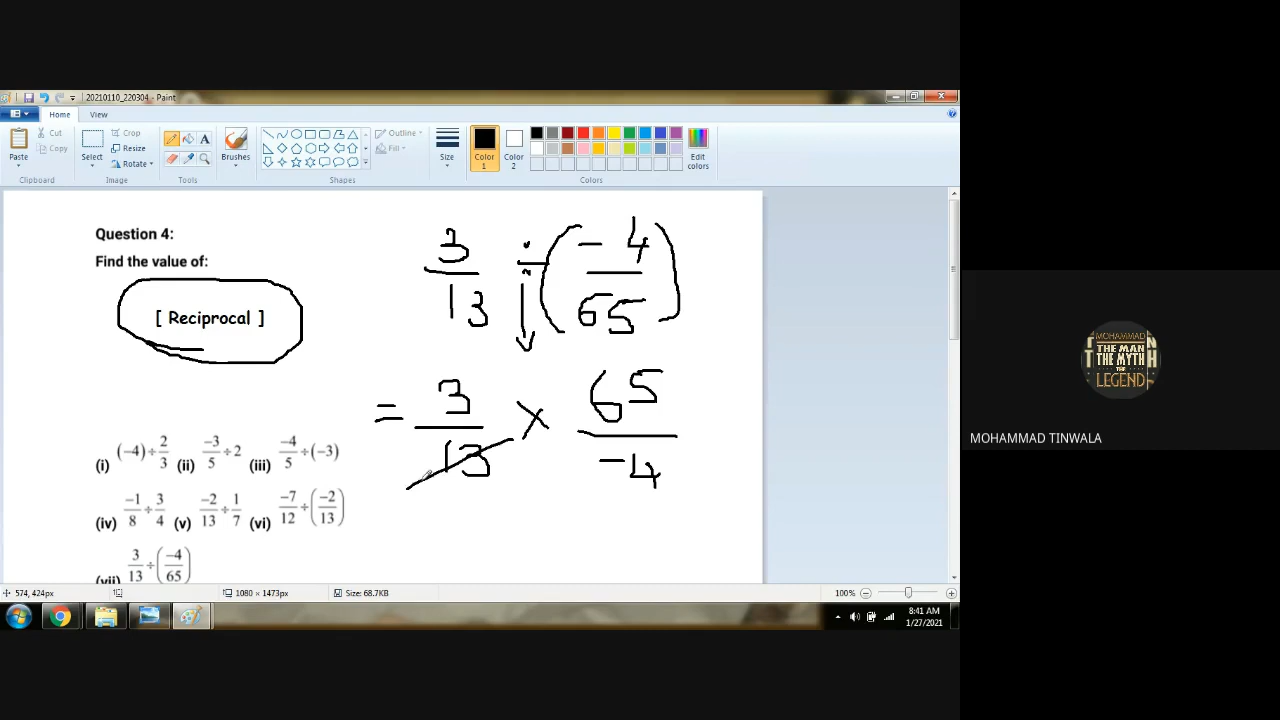 20210110_220304 - Paint
Home View
Paste
Cut
Copy
Clipboard
Select
Crop
Resize
Rotate
Image
Tools
Brushes
Shapes
Outline
Fill
Size
Color 1
Color 2
Edit colors
Colors
Question 4:
Find the value of:
[ Reciprocal ]
(i) (-4) ÷ 2/3 (ii) -3/5 ÷ 2 (iii) -4/5 ÷ (-3)
(iv) -1/8 ÷ 3/4 (v) -2/13 ÷ 1/7 (vi) -7/12 ÷ (-2/13)
(vii) 3/13 ÷ (-4/65)
3/13 ÷ (-4/65)
= 3/13 × 65/-4
574, 424px
1080 × 1473px
Size: 68.7KB
100%
8:41 AM
1/27/2021
MOHAMMAD
THE MAN
THE MYTH
THE
LEGEND
MOHAMMAD TINWALA